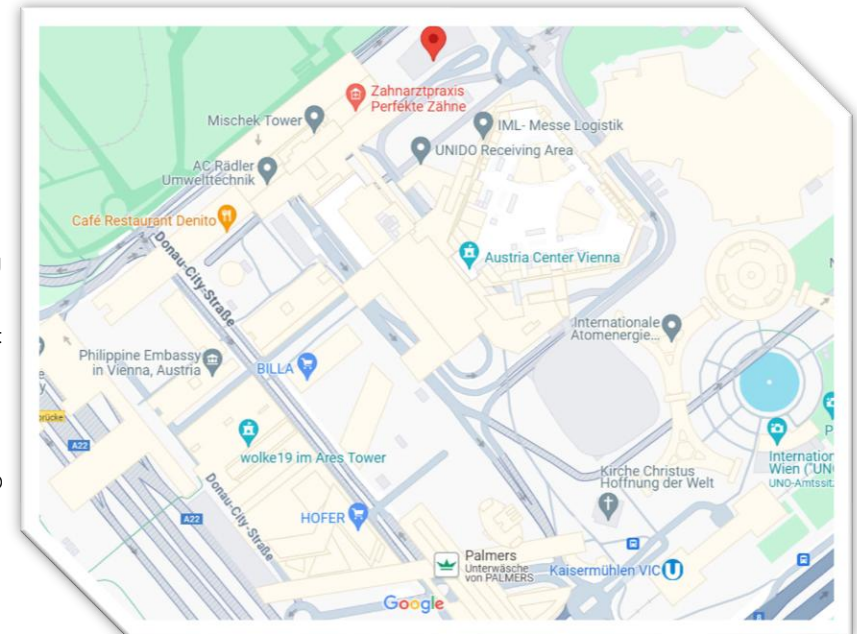 Zahnarztpraxis
Perfekte Zähne
Mischek Tower
IML- Messe Logistik
UNIDO Receiving Area
AC Rädler
Umwelttechnik
Café Restaurant Denito
Donau-City-Straße
Austria Center Vienna
Internationale
Atomenergie...
Philippine Embassy
in Vienna, Austria
BILLA
A22
wolke19 im Ares Tower
Internation
Wien ("UN
UNO-Amtssit
Kirche Christus
Hoffnung der Welt
Donau-City-Straße
A22
HOFER
Palmers
Unterwäsche
von PALMERS
Kaisermühlen VIC
U
Google